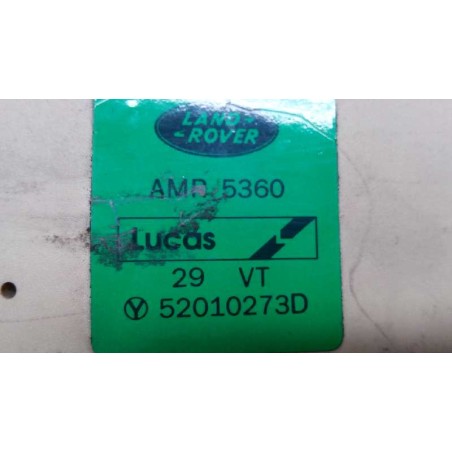 LAND-
-ROVER
AMR 5360
Lucas
29 VT
Ⓨ 52010273D